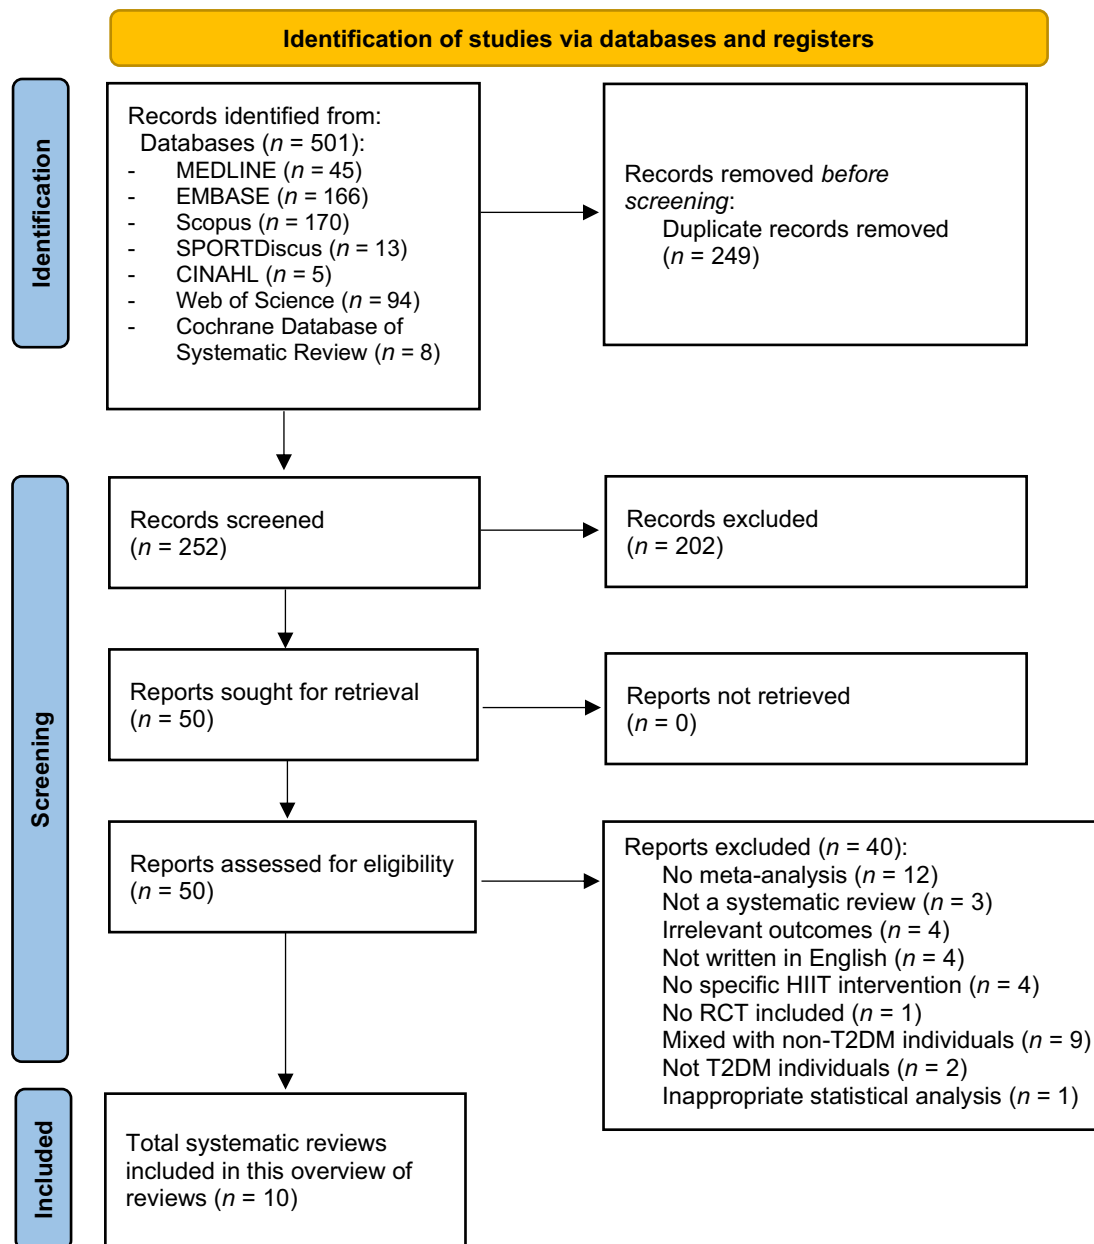 Identification of studies via databases and registers
Identification
Records identified from:
Databases (n = 501):
- MEDLINE (n = 45)
- EMBASE (n = 166)
- Scopus (n = 170)
- SPORTDiscus (n = 13)
- CINAHL (n = 5)
- Web of Science (n = 94)
- Cochrane Database of
Systematic Review (n = 8)
Records removed before
screening:
Duplicate records removed
(n = 249)
Screening
Records screened
(n = 252)
Records excluded
(n = 202)
Reports sought for retrieval
(n = 50)
Reports not retrieved
(n = 0)
Reports assessed for eligibility
(n = 50)
Reports excluded (n = 40):
No meta-analysis (n = 12)
Not a systematic review (n = 3)
Irrelevant outcomes (n = 4)
Not written in English (n = 4)
No specific HIIT intervention (n = 4)
No RCT included (n = 1)
Mixed with non-T2DM individuals (n = 9)
Not T2DM individuals (n = 2)
Inappropriate statistical analysis (n = 1)
Included
Total systematic reviews
included in this overview of
reviews (n = 10)